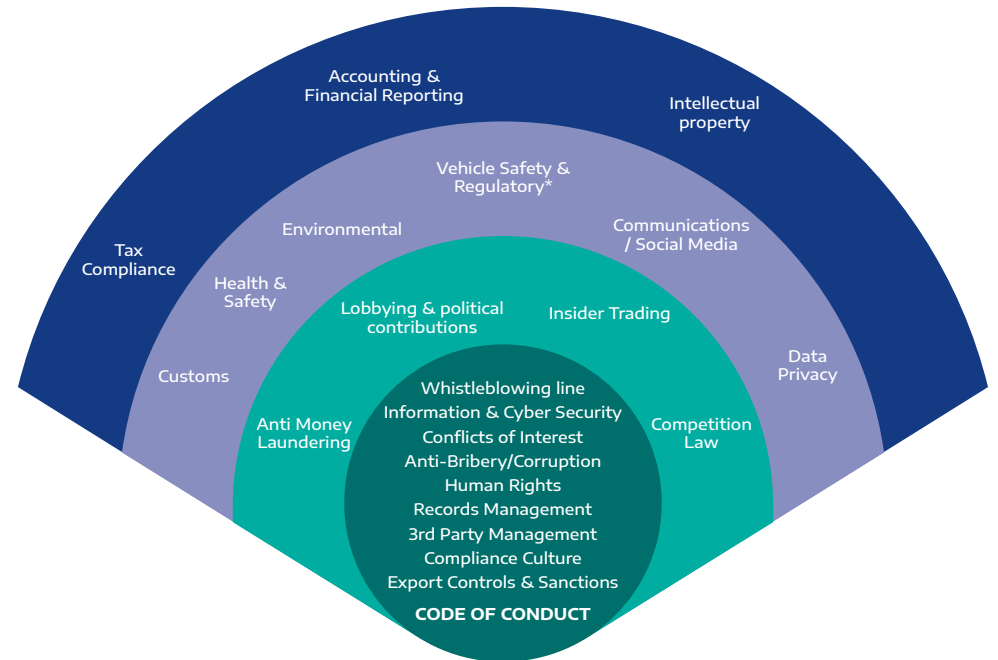 Accounting &
Financial Reporting
Intellectual
property
Tax
Compliance
Vehicle Safety &
Regulatory*
Environmental
Communications
/ Social Media
Health &
Safety
Customs
Data
Privacy
Lobbying & political
contributions
Insider Trading
Anti Money
Laundering
Competition
Law
Whistleblowing line
Information & Cyber Security
Conflicts of Interest
Anti-Bribery/Corruption
Human Rights
Records Management
3rd Party Management
Compliance Culture
Export Controls & Sanctions
CODE OF CONDUCT